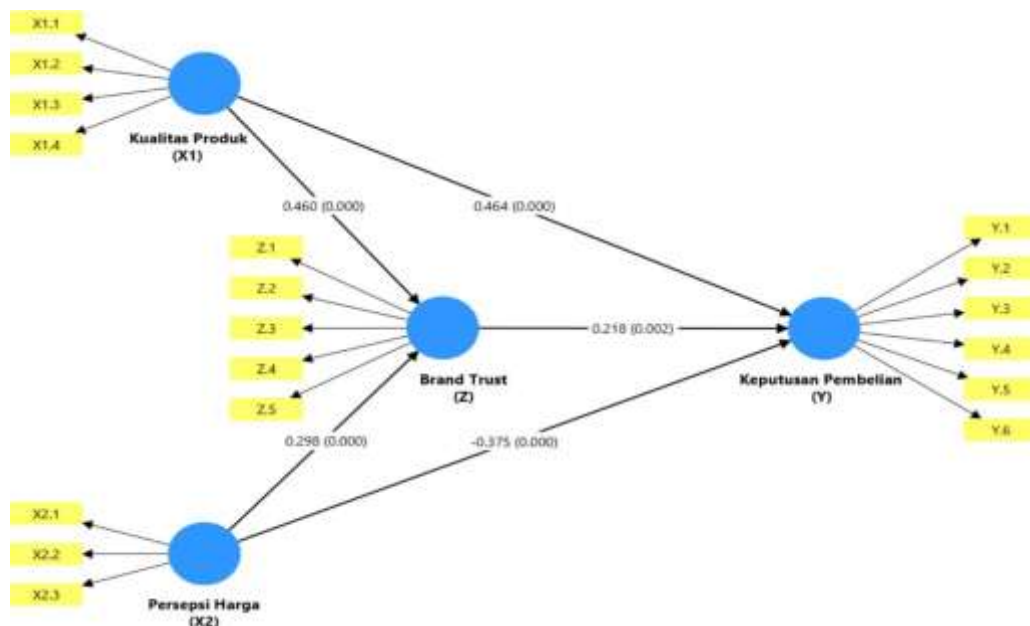 X1.1
X1.2
X1.3
X1.4
Kualitas Produk
(X1)
0.460 (0.000)
0.464 (0.000)
Z.1
Z.2
Z.3
Z.4
Z.5
Brand Trust
(Z)
0.218 (0.002)
Y.1
Y.2
Y.3
Y.4
Y.5
Y.6
Keputusan Pembelian
(Y)
0.298 (0.000)
-0.375 (0.000)
X2.1
X2.2
X2.3
Persepsi Harga
(X2)